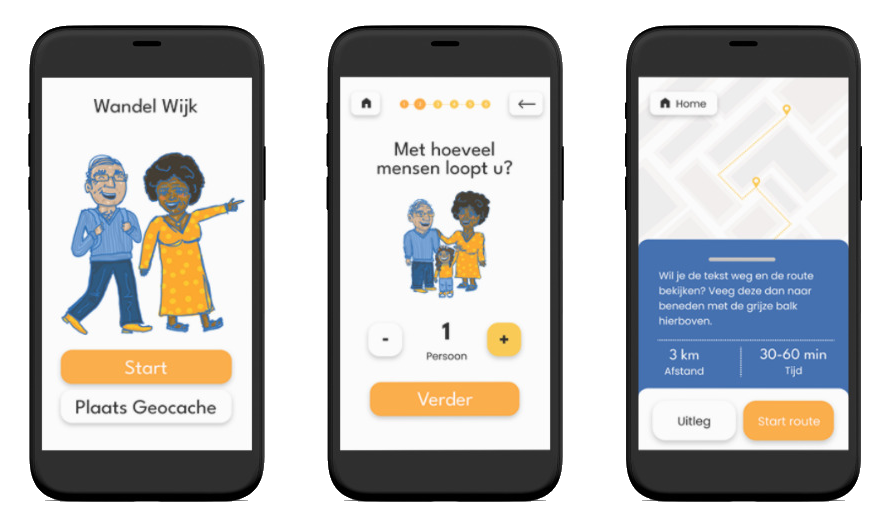 Wandel Wijk
Start
Plaats Geocache
Met hoeveel
mensen loopt u?
-
1
+
Persoon
Verder
Home
Wil je de tekst weg en de route
bekijken? Veeg deze dan naar
beneden met de grijze balk
hierboven.
3 km
Afstand
30-60 min
Tijd
Uitleg
Start route